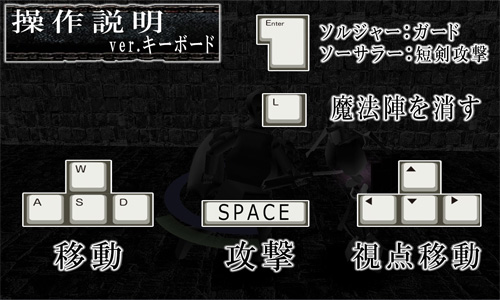 操作説明
ver.キーボード
Enter
ソルジャー：ガード
ソーサラー：短剣攻撃
L
魔法陣を消す
W
A S D
移動
SPACE
攻撃
▲
◀ ▼ ▶
視点移動